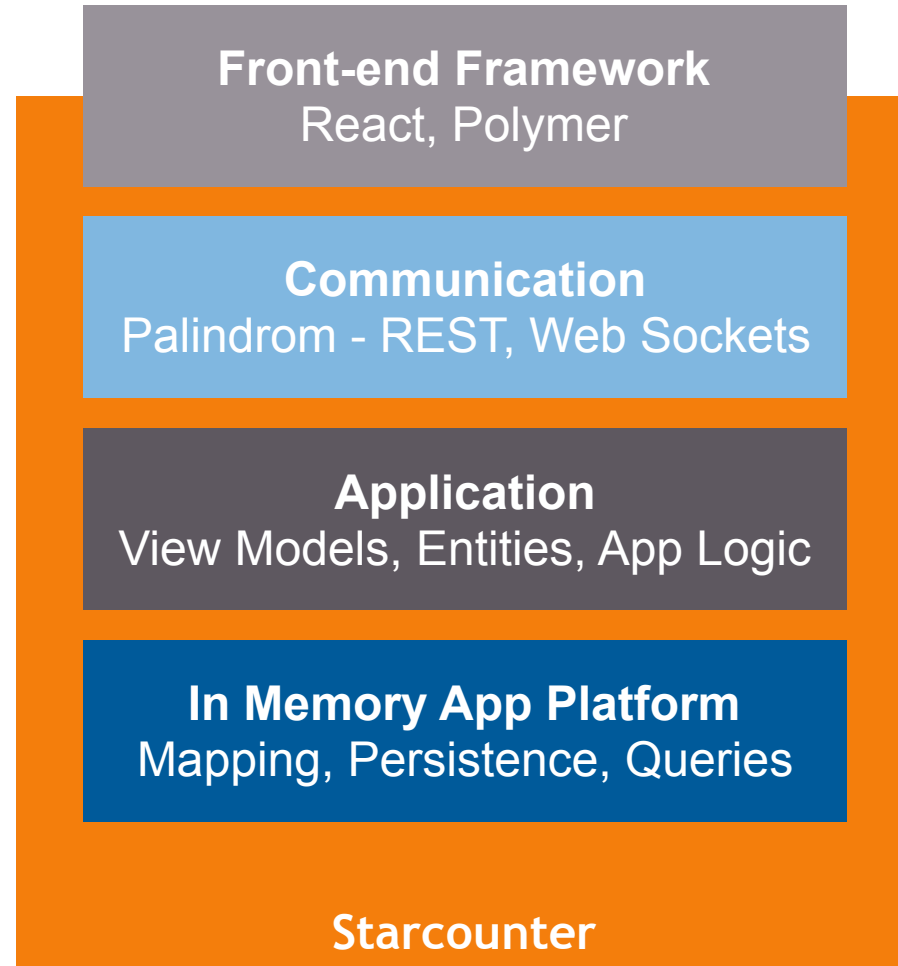 Front-end Framework
React, Polymer
Communication
Palindrom - REST, Web Sockets
Application
View Models, Entities, App Logic
In Memory App Platform
Mapping, Persistence, Queries
Starcounter